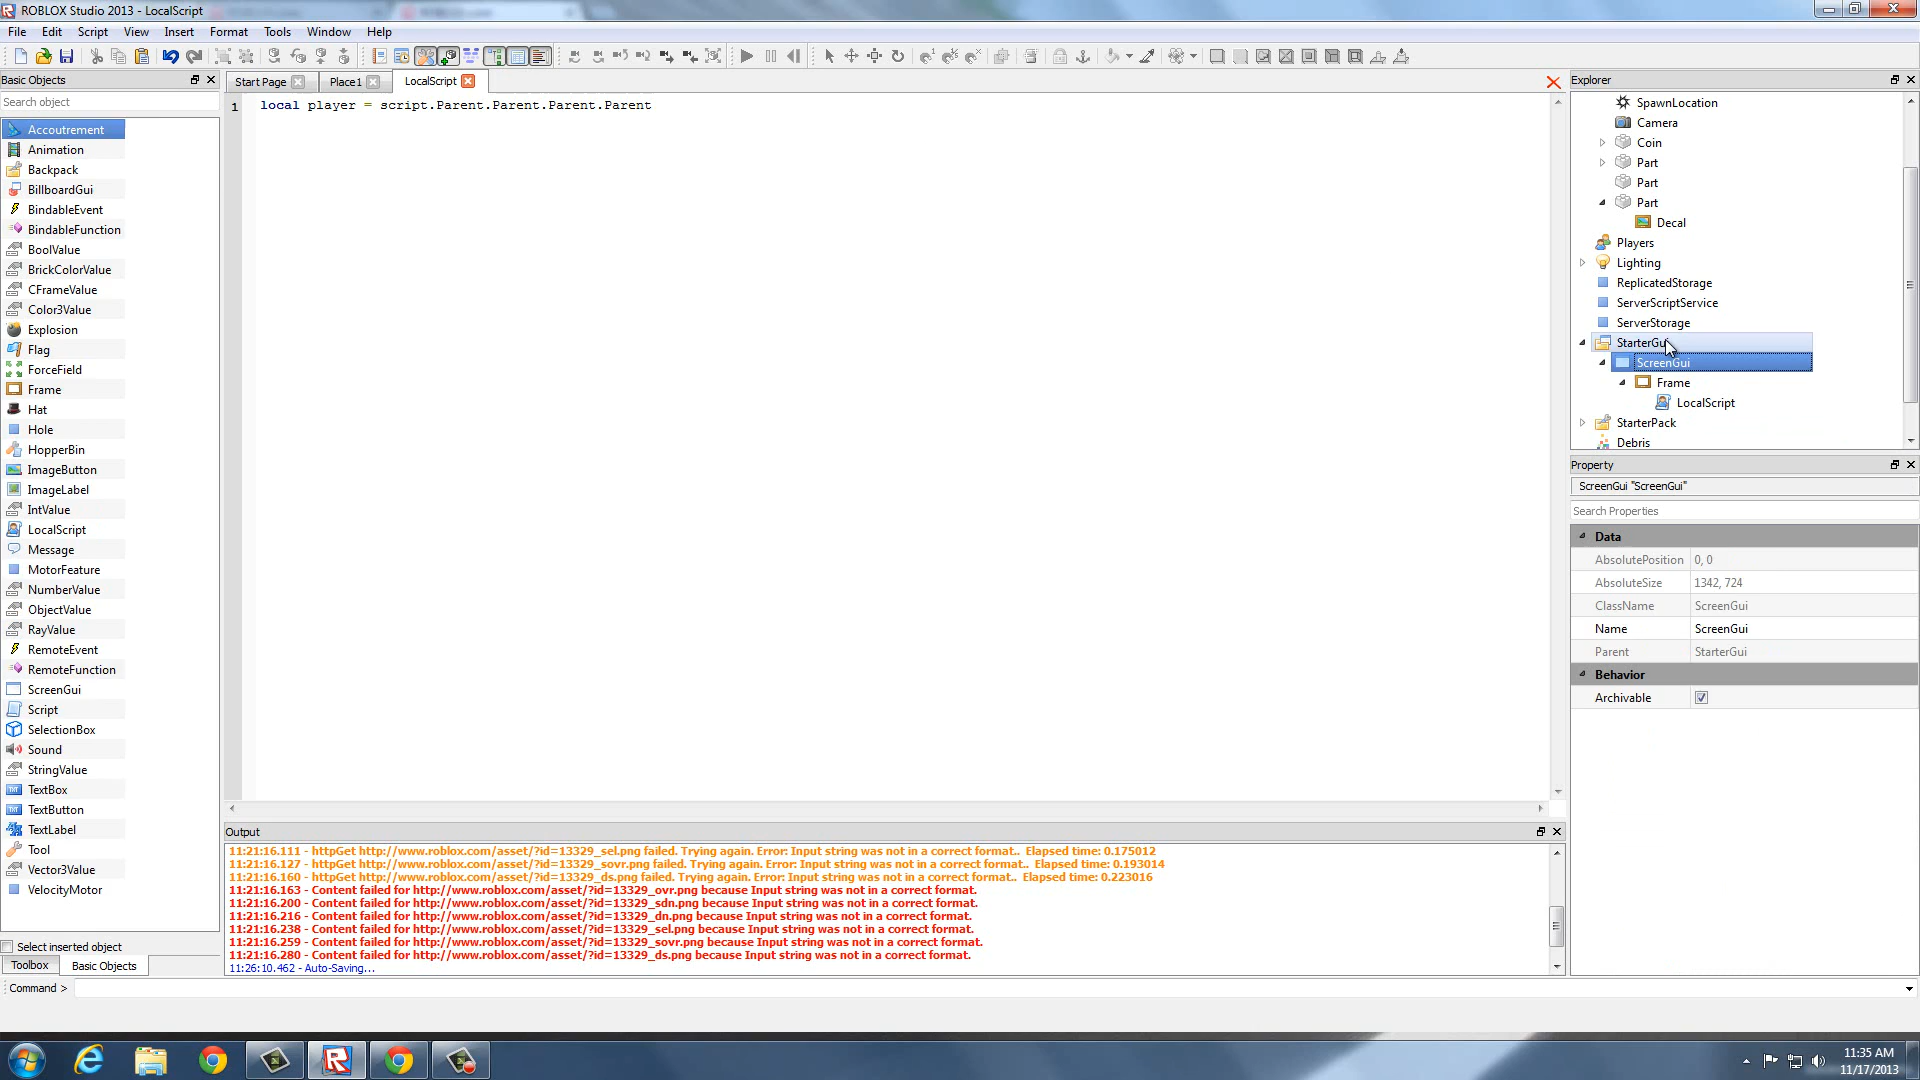 ROBLOX Studio 2013 - LocalScript
File Edit Script View Insert Format Tools Window Help
Basic Objects
Search object
Accoutrement
Animation
Backpack
BillboardGui
BindableEvent
BindableFunction
BoolValue
BrickColorValue
CFrameValue
Color3Value
Explosion
Flag
ForceField
Frame
Hat
Hole
HopperBin
ImageButton
ImageLabel
IntValue
LocalScript
Message
MotorFeature
NumberValue
ObjectValue
RayValue
RemoteEvent
RemoteFunction
ScreenGui
Script
SelectionBox
Sound
StringValue
TextBox
TextButton
TextLabel
Tool
Vector3Value
VelocityMotor
Select inserted object
Toolbox Basic Objects
Start Page Place1 LocalScript
1 local player = script.Parent.Parent.Parent.Parent
Output
11:21:16.111 - httpGet http://www.roblox.com/asset/?id=13329_sel.png failed. Trying again. Error: Input string was not in a correct format.. Elapsed time: 0.175012
11:21:16.127 - httpGet http://www.roblox.com/asset/?id=13329_sovr.png failed. Trying again. Error: Input string was not in a correct format.. Elapsed time: 0.193014
11:21:16.160 - httpGet http://www.roblox.com/asset/?id=13329_ds.png failed. Trying again. Error: Input string was not in a correct format.. Elapsed time: 0.223016
11:21:16.163 - Content failed for http://www.roblox.com/asset/?id=13329_ovr.png because Input string was not in a correct format.
11:21:16.200 - Content failed for http://www.roblox.com/asset/?id=13329_sdn.png because Input string was not in a correct format.
11:21:16.216 - Content failed for http://www.roblox.com/asset/?id=13329_dn.png because Input string was not in a correct format.
11:21:16.238 - Content failed for http://www.roblox.com/asset/?id=13329_sel.png because Input string was not in a correct format.
11:21:16.259 - Content failed for http://www.roblox.com/asset/?id=13329_sovr.png because Input string was not in a correct format.
11:21:16.280 - Content failed for http://www.roblox.com/asset/?id=13329_ds.png because Input string was not in a correct format.
11:26:10.462 - Auto-Saving...
Command >
Explorer
SpawnLocation
Camera
Coin
Part
Part
Part
Decal
Players
Lighting
ReplicatedStorage
ServerScriptService
ServerStorage
StarterGui
ScreenGui
Frame
LocalScript
StarterPack
Debris
Property
ScreenGui "ScreenGui"
Search Properties
Data
AbsolutePosition 0, 0
AbsoluteSize 1342, 724
ClassName ScreenGui
Name ScreenGui
Parent StarterGui
Behavior
Archivable
11:35 AM
11/17/2013